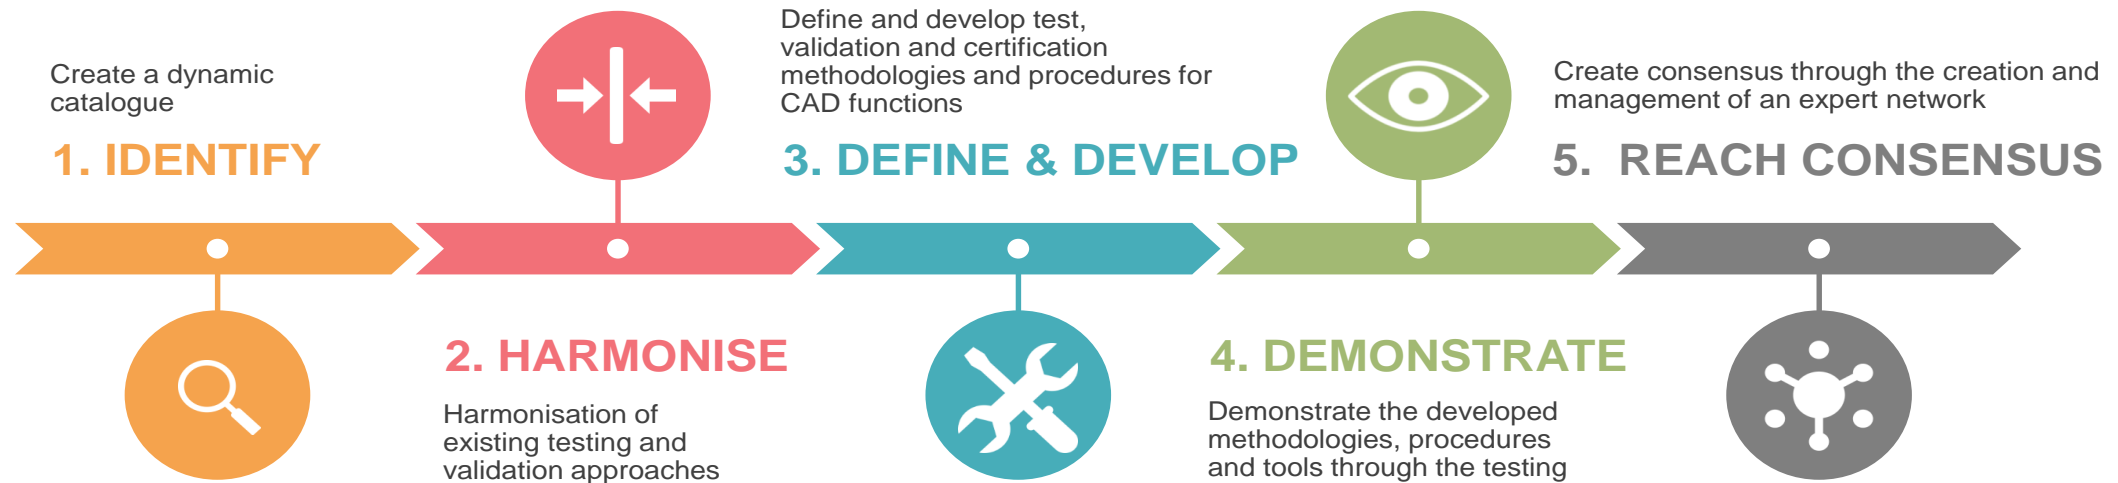 Create a dynamic
catalogue
1. IDENTIFY
2. HARMONISE
Harmonisation of
existing testing and
validation approaches
Define and develop test,
validation and certification
methodologies and procedures for
CAD functions
3. DEFINE & DEVELOP
4. DEMONSTRATE
Demonstrate the developed
methodologies, procedures
and tools through the testing
Create consensus through the creation and
management of an expert network
5. REACH CONSENSUS